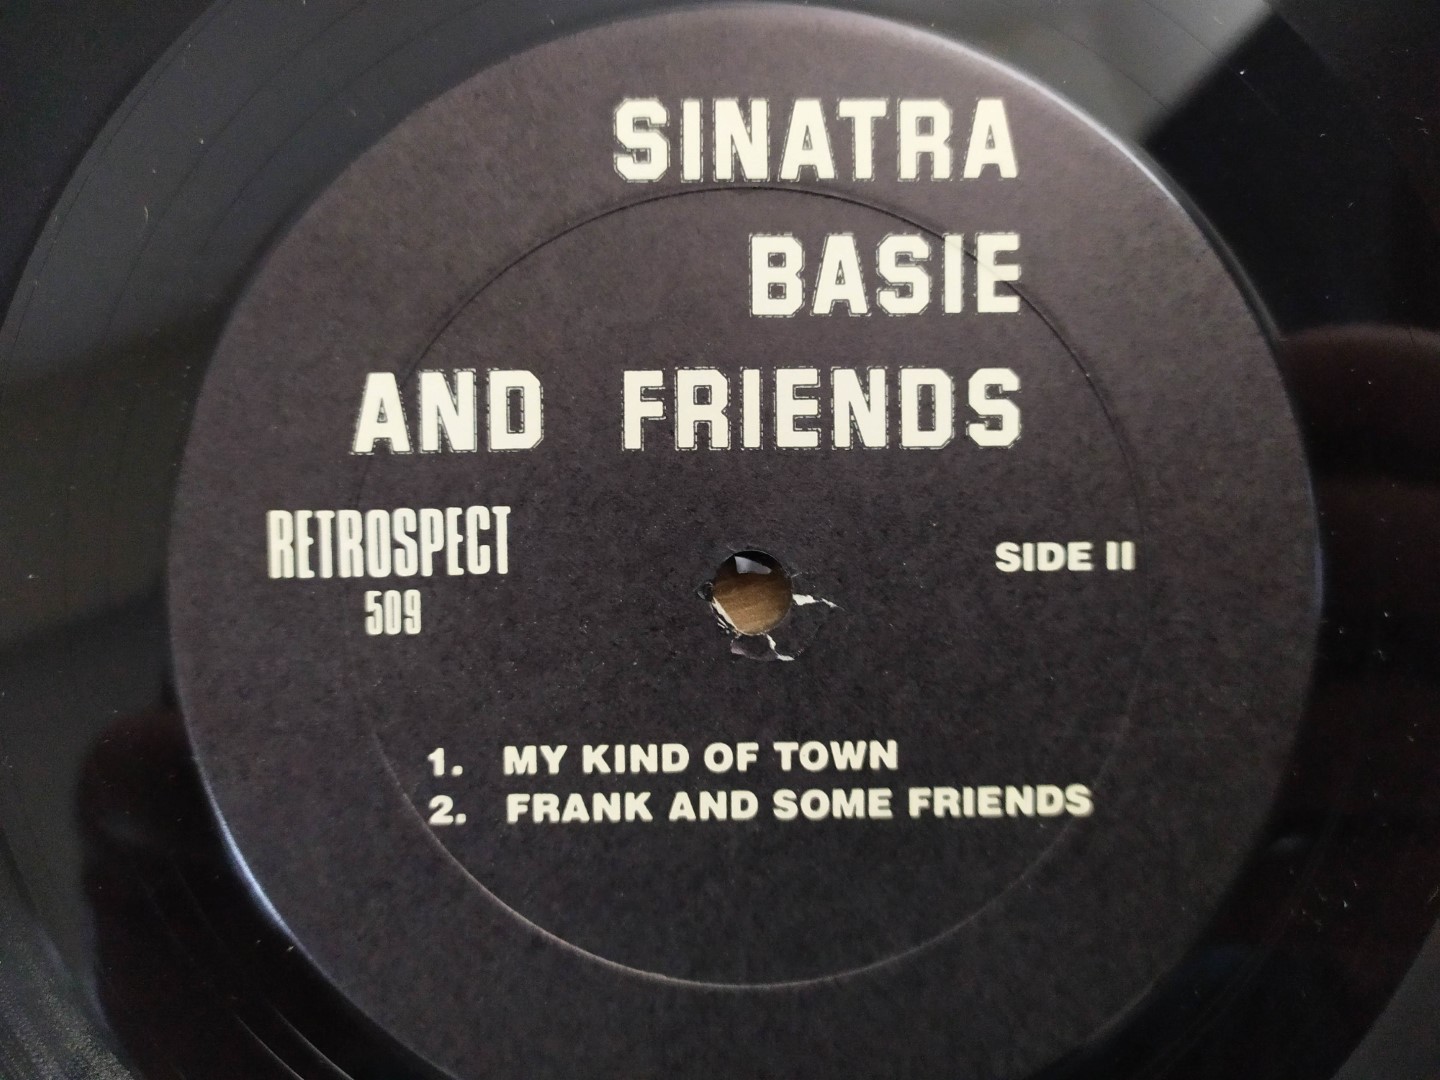 SINATRA
BASIE
AND FRIENDS
RETROSPECT
509
SIDE II
1. MY KIND OF TOWN
2. FRANK AND SOME FRIENDS